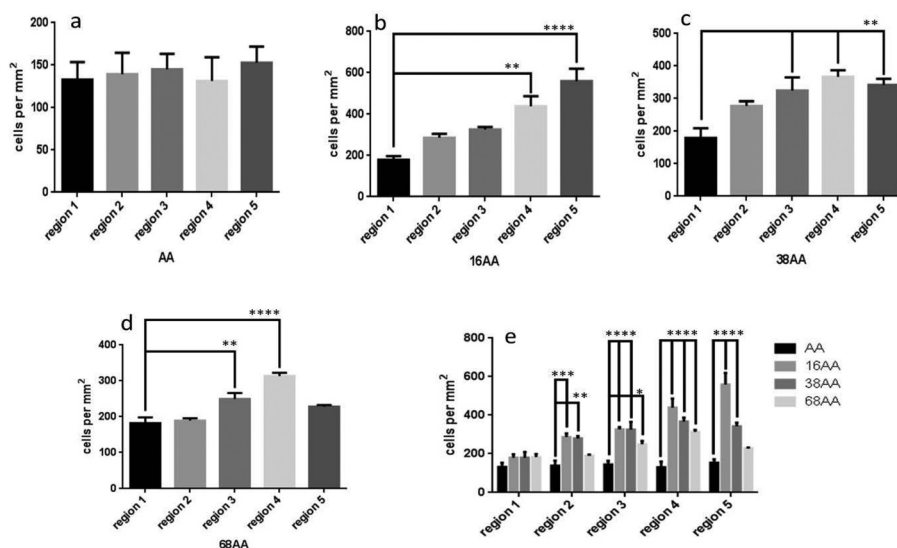 a
cells per mm²
200
150
100
50
0
region 1
region 2
region 3
region 4
region 5
AA
b
cells per mm²
800
600
400
200
0
****
**
region 1
region 2
region 3
region 4
region 5
16AA
c
cells per mm²
500
400
300
200
100
0
**
region 1
region 2
region 3
region 4
region 5
38AA
d
cells per mm²
400
300
200
100
0
****
**
region 1
region 2
region 3
region 4
region 5
68AA
e
cells per mm²
800
600
400
200
0
***
**
****
*
****
****
region 1
region 2
region 3
region 4
region 5
AA
16AA
38AA
68AA